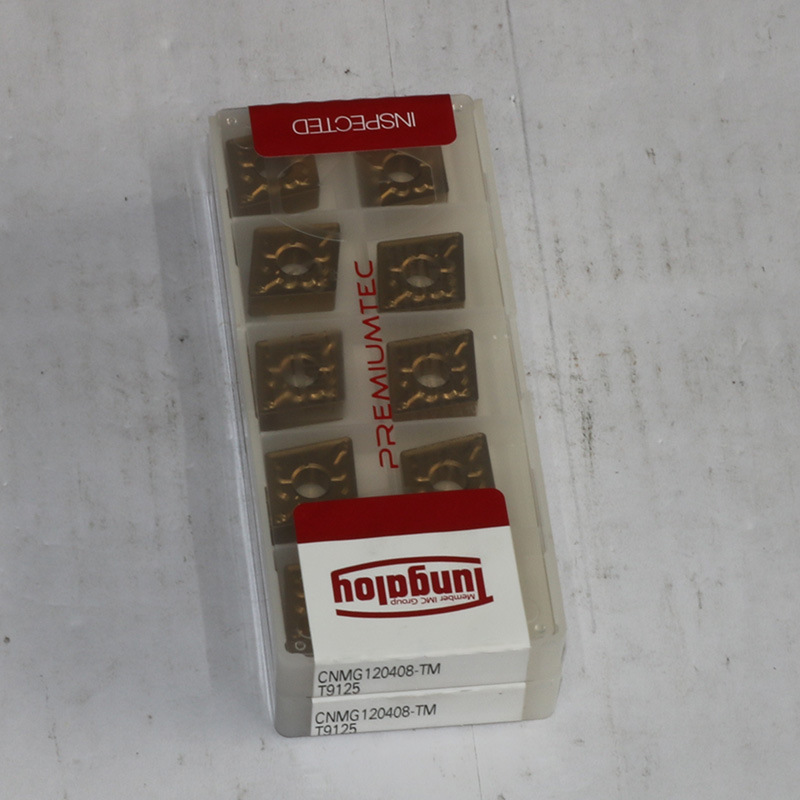 INSPECTED
PREMIUMTEC
Tungaloy
Member IMC Group
CNMG120408-TM
T9125
CNMG120408-TM
T9125